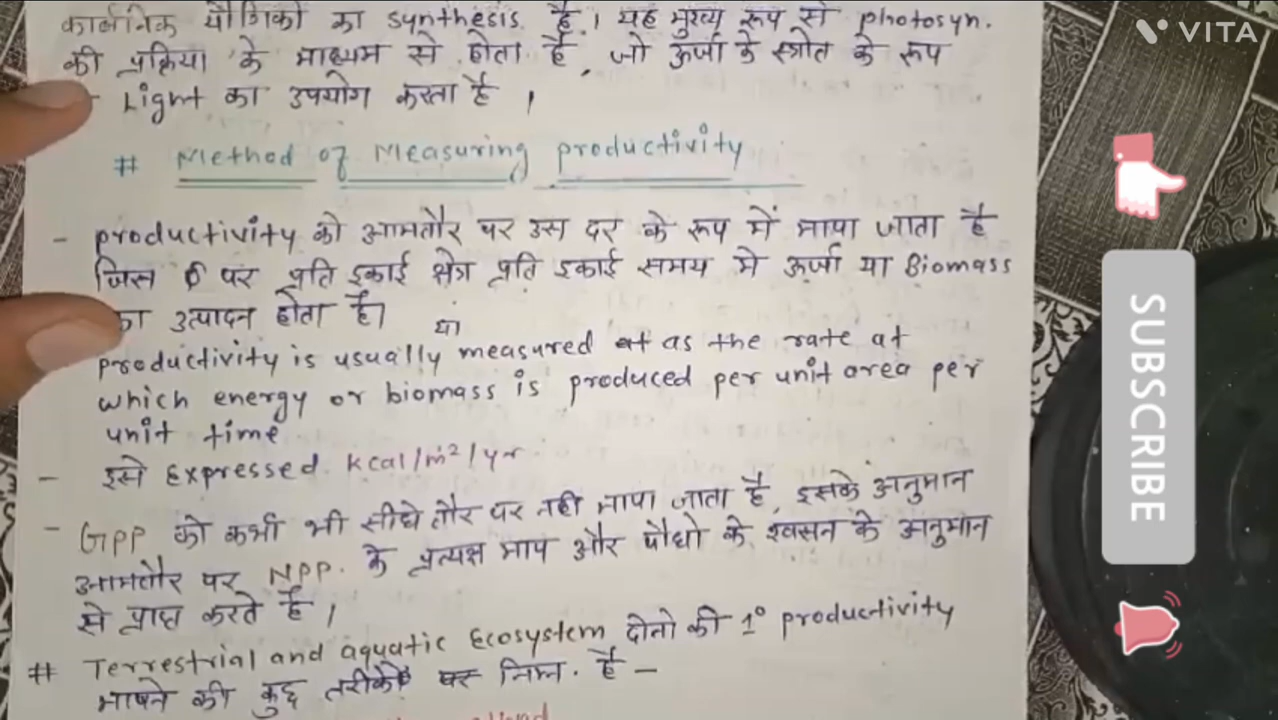 कार्बनिक यौगिको का synthesis है। यह मुख्य रूप से photosyn.
की प्रक्रिया के माध्यम से होता है, जो ऊर्जा के स्त्रोत के रूप
Light का उपयोग करता है ।
# Method of Measuring productivity
- productivity को आमतौर पर उस दर के रूप में मापा जाता है
जिस पर प्रति इकाई क्षेत्र प्रति इकाई समय मे ऊर्जा या Biomass
का उत्पादन होता है।
या
productivity is usually measured as the rate at
which energy or biomass is produced per unit area per
unit time
- इसे Expressed. kcal/m²/yr
- GPP को कभी भी सीधे तौर पर नही मापा जाता है, इसके अनुमान
आमतौर पर NPP. के प्रत्यक्ष माप और पौधो के श्वसन के अनुमान
से प्राप्त करते है ।
# Terrestrial and aquatic Ecosystem दोनो की 1° productivity
मापने की कुछ तरीके निम्न. है –
VITA
SUBSCRIBE